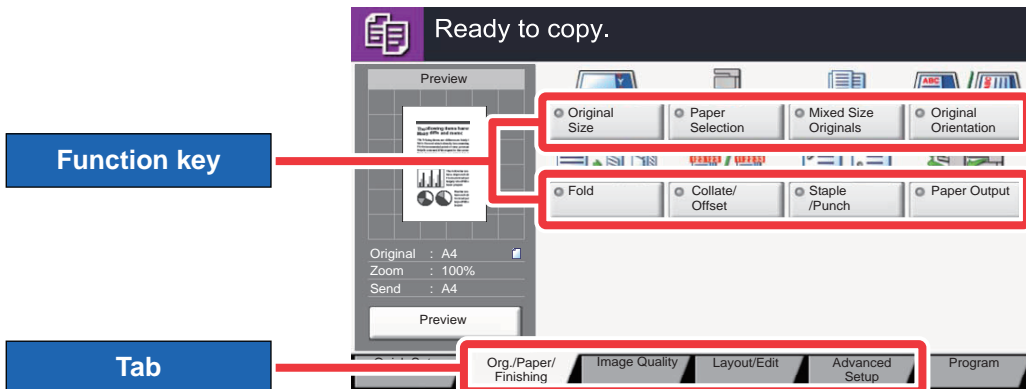 Ready to copy.
Preview
ABC
Original
Size
Paper
Selection
Mixed Size
Originals
Original
Orientation
Function key
Fold
Collate/
Offset
Staple
/Punch
Paper Output
Original : A4
Zoom : 100%
Send : A4
Preview
Tab
Org./Paper/
Finishing
Image Quality
Layout/Edit
Advanced
Setup
Program